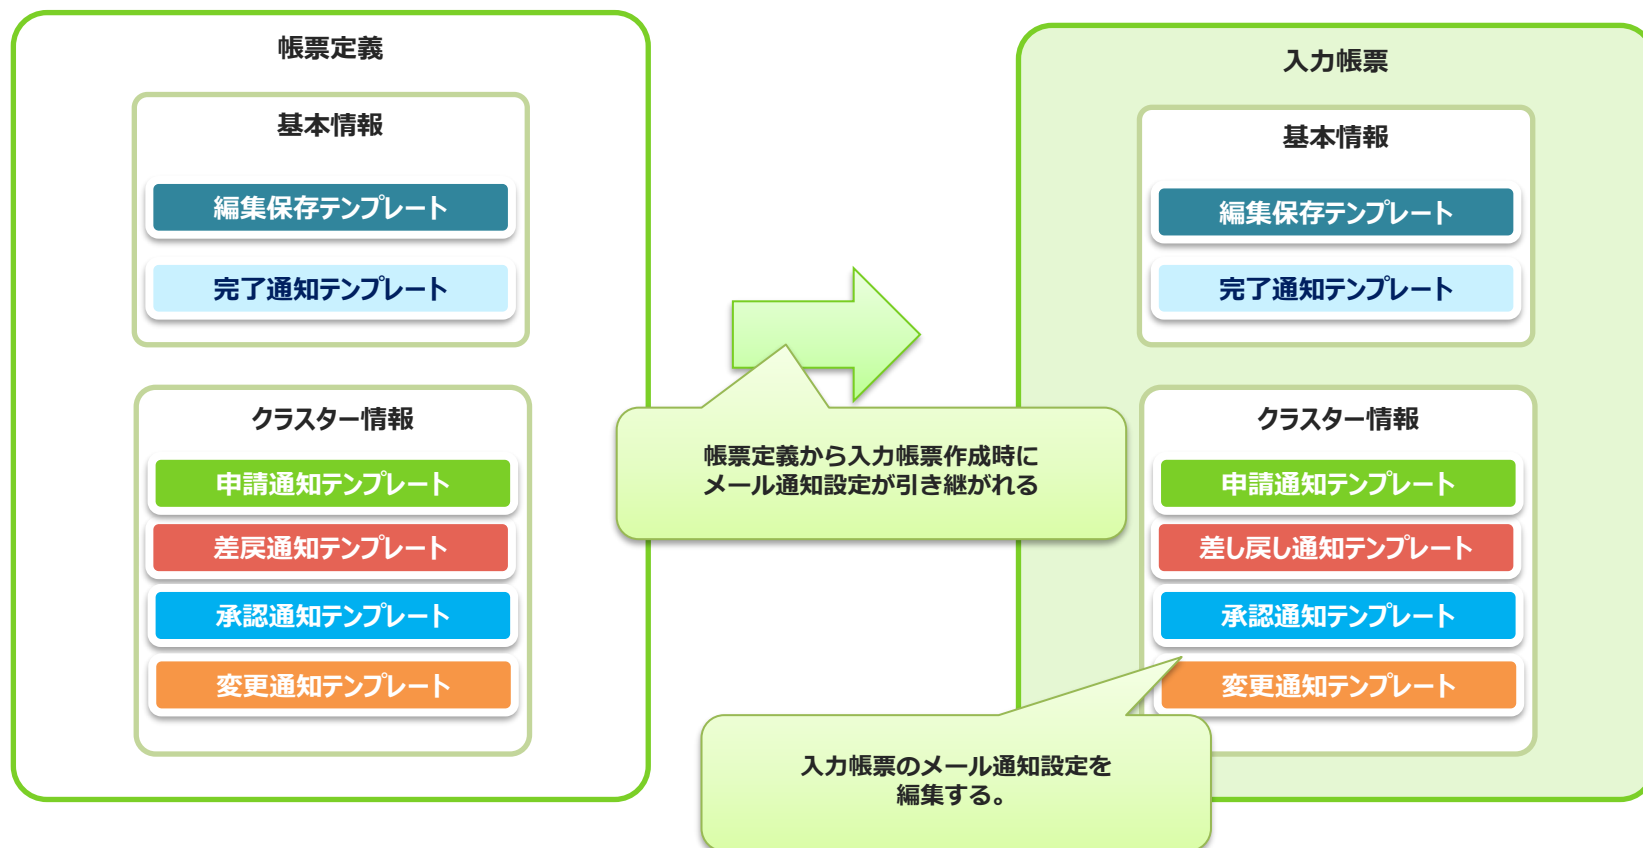 帳票定義
基本情報
編集保存テンプレート
完了通知テンプレート
クラスター情報
申請通知テンプレート
差戻通知テンプレート
承認通知テンプレート
変更通知テンプレート
帳票定義から入力帳票作成時に
メール通知設定が引き継がれる
入力帳票
基本情報
編集保存テンプレート
完了通知テンプレート
クラスター情報
申請通知テンプレート
差し戻し通知テンプレート
承認通知テンプレート
変更通知テンプレート
入力帳票のメール通知設定を
編集する。